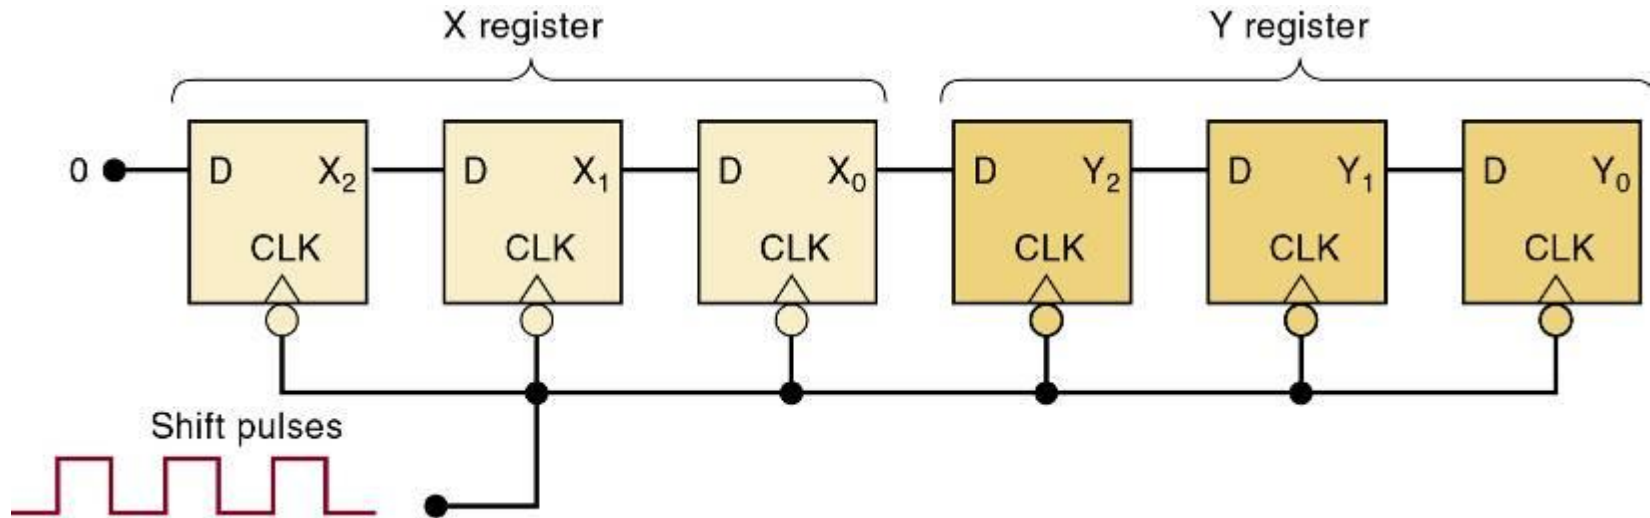 X register
Y register
0
D X₂ D X₁ D X₀ D Y₂ D Y₁ D Y₀
CLK CLK CLK CLK CLK CLK
Shift pulses